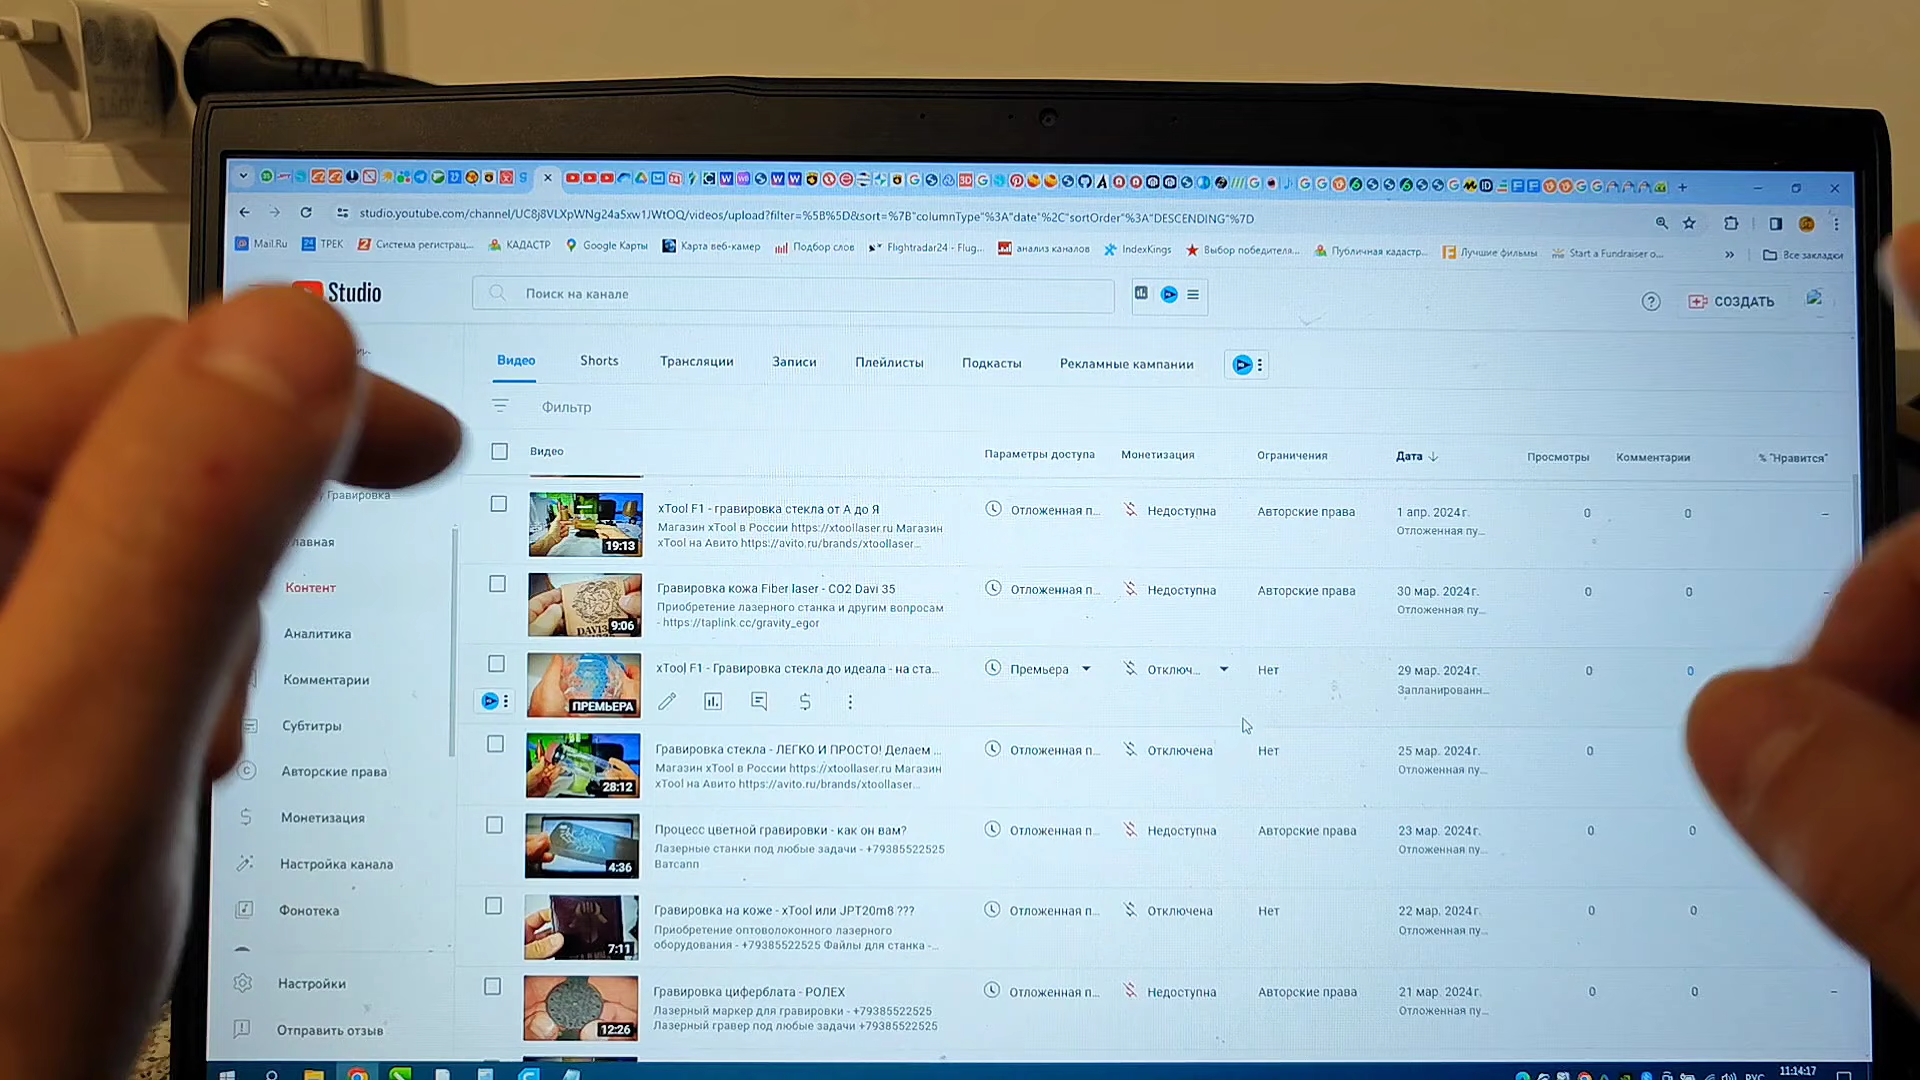 studio.youtube.com/channel/UC8j8VLXpWNg24a5xw1JWtOQ/videos/upload?filter=%5B%5D&sort=%7B"columnType"%3A"date"%2C"sortOrder"%3A"DESCENDING"%7D
Mail.Ru ТРЕК Система регистрац... КАДАСТР Google Карты Карта веб-камер Подбор слов Flightradar24 - Flug... анализ каналов IndexKings Выбор победителя... Публичная кадастр... Лучшие фильмы Start a Fundraiser o... » Все закладки
Studio
Поиск на канале
СОЗДАТЬ
Видео Shorts Трансляции Записи Плейлисты Подкасты Рекламные кампании
Фильтр
Видео Параметры доступа Монетизация Ограничения Дата Просмотры Комментарии % "Нравится"
Гравировка
Контент
Аналитика
Комментарии
Субтитры
Авторские права
Монетизация
Настройка канала
Фонотека
Настройки
Отправить отзыв
19:13
xTool F1 - гравировка стекла от А до Я
Магазин xTool в России https://xtoollaser.ru Магазин
xTool на Авито https://avito.ru/brands/xtoollaser...
Отложенная п... Недоступна Авторские права 1 апр. 2024 г. 0 0 –
Отложенная пу...
9:06
Гравировка кожа Fiber laser - CO2 Davi 35
Приобретение лазерного станка и другим вопросам
- https://taplink.cc/gravity_egor
Отложенная п... Недоступна Авторские права 30 мар. 2024 г. 0 0 –
Отложенная пу...
ПРЕМЬЕРА
xTool F1 - Гравировка стекла до идеала - на ста...
Премьера Отключ... Нет 29 мар. 2024 г. 0 0
Запланированн...
28:12
Гравировка стекла - ЛЕГКО И ПРОСТО! Делаем ...
Магазин xTool в России https://xtoollaser.ru Магазин
xTool на Авито https://avito.ru/brands/xtoollaser...
Отложенная п... Отключена Нет 25 мар. 2024 г. 0
Отложенная пу...
4:36
Процесс цветной гравировки - как он вам?
Лазерные станки под любые задачи - +79385522525
Ватсапп
Отложенная п... Недоступна Авторские права 23 мар. 2024 г. 0 0
Отложенная пу...
7:11
Гравировка на коже - xTool или JPT20m8 ???
Приобретение оптоволоконного лазерного
оборудования - +79385522525 Файлы для станка -...
Отложенная п... Отключена Нет 22 мар. 2024 г. 0 0
Отложенная пу...
12:26
Гравировка циферблата - РОЛЕХ
Лазерный маркер для гравировки - +79385522525
Лазерный гравер под любые задачи +79385522525
Отложенная п... Недоступна Авторские права 21 мар. 2024 г. 0 0 –
Отложенная пу...
РУС 11:14:17